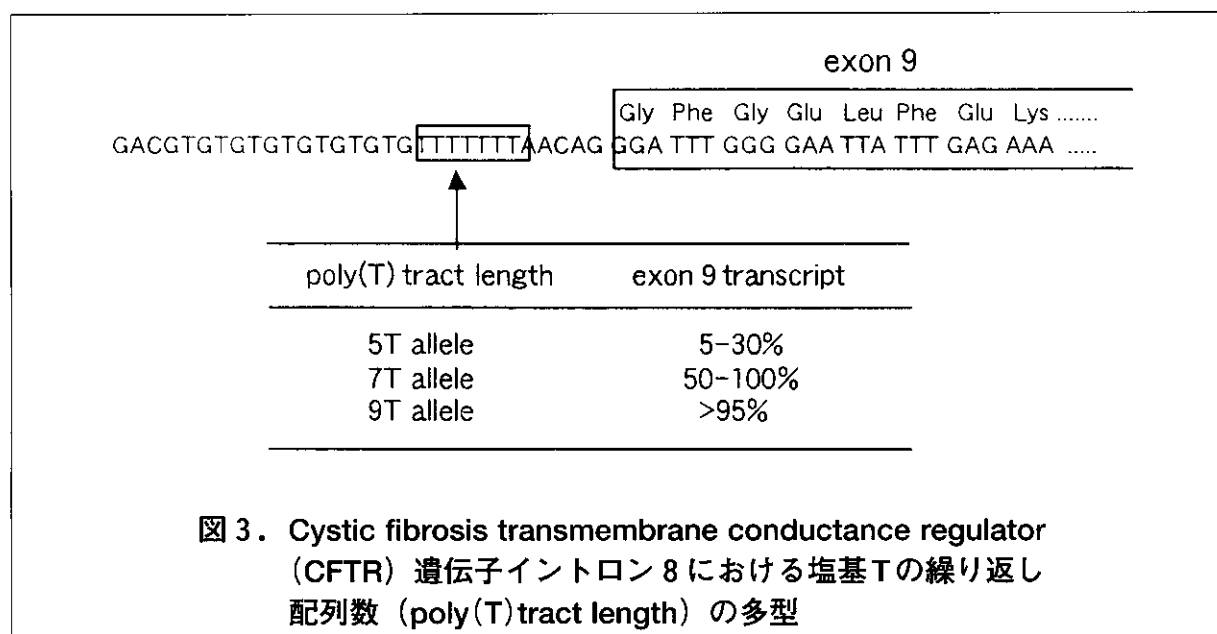 exon 9
Gly Phe Gly Glu Leu Phe Glu Lys .......
GACGTGTGTGTGTGTGTGTTTTTTTAACAG GGA TTT GGG GAA TTA TTT GAG AAA .....
poly(T) tract length exon 9 transcript
5T allele 5-30%
7T allele 50-100%
9T allele >95%
図 3. Cystic fibrosis transmembrane conductance regulator
(CFTR) 遺伝子イントロン 8 における塩基Tの繰り返し
配列数 (poly(T)tract length) の多型